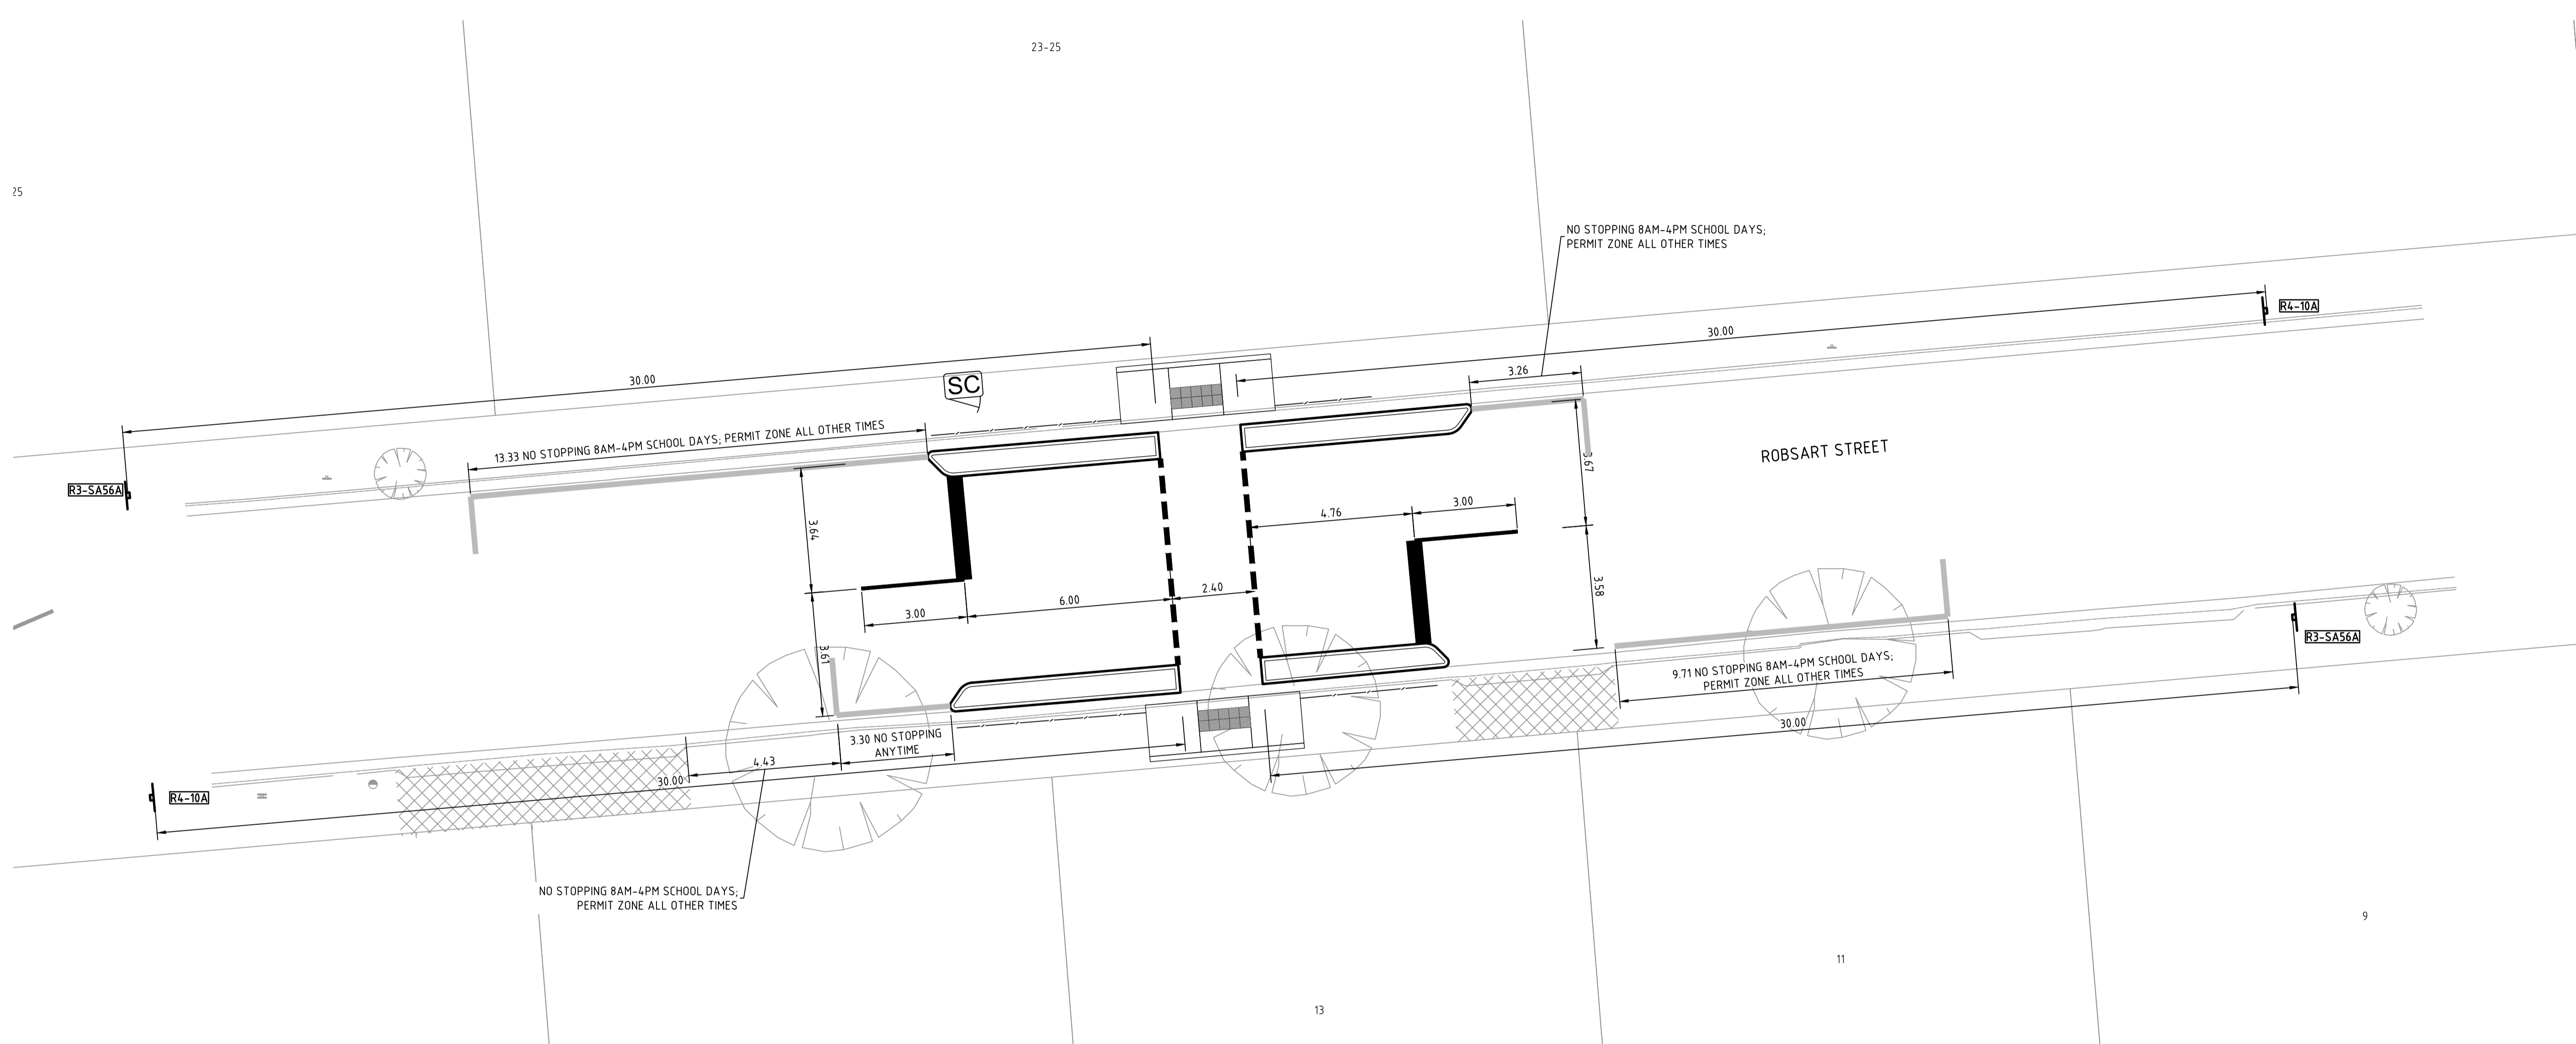 23-25
25
NO STOPPING 8AM-4PM SCHOOL DAYS;
PERMIT ZONE ALL OTHER TIMES
R4-10A
30.00
30.00
3.26
SC
13.33 NO STOPPING 8AM-4PM SCHOOL DAYS; PERMIT ZONE ALL OTHER TIMES
ROBSART STREET
3.67
R3-SA56A
3.64
4.76
3.00
3.00
6.00
2.40
3.58
3.61
R3-SA56A
9.71 NO STOPPING 8AM-4PM SCHOOL DAYS;
PERMIT ZONE ALL OTHER TIMES
30.00
3.30 NO STOPPING
ANYTIME
4.43
30.00
R4-10A
NO STOPPING 8AM-4PM SCHOOL DAYS;
PERMIT ZONE ALL OTHER TIMES
9
11
13